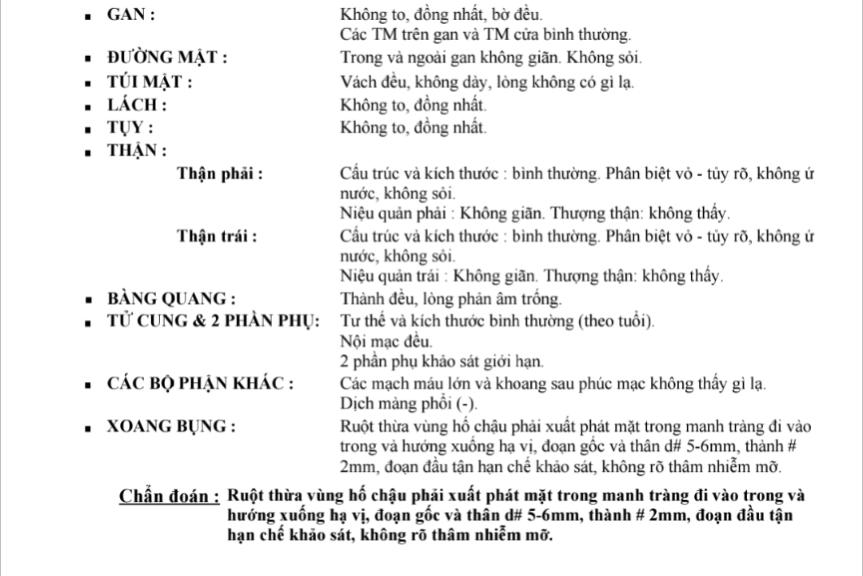 ▪ GAN : Không to, đồng nhất, bờ đều.
Các TM trên gan và TM cửa bình thường.
▪ ĐƯỜNG MẬT : Trong và ngoài gan không giãn. Không sỏi.
▪ TÚI MẬT : Vách đều, không dày, lòng không có gì lạ.
▪ LÁCH : Không to, đồng nhất.
▪ TỤY : Không to, đồng nhất.
▪ THẬN :
Thận phải : Cấu trúc và kích thước : bình thường. Phân biệt vỏ - tủy rõ, không ứ
nước, không sỏi.
Niệu quản phải : Không giãn. Thượng thận: không thấy.
Thận trái : Cấu trúc và kích thước : bình thường. Phân biệt vỏ - tủy rõ, không ứ
nước, không sỏi.
Niệu quản trái : Không giãn. Thượng thận: không thấy.
▪ BÀNG QUANG : Thành đều, lòng phản âm trống.
▪ TỬ CUNG & 2 PHẦN PHỤ: Tư thế và kích thước bình thường (theo tuổi).
Nội mạc đều.
2 phần phụ khảo sát giới hạn.
▪ CÁC BỘ PHẬN KHÁC : Các mạch máu lớn và khoang sau phúc mạc không thấy gì lạ.
Dịch màng phổi (-).
▪ XOANG BỤNG : Ruột thừa vùng hố chậu phải xuất phát mặt trong manh tràng đi vào
trong và hướng xuống hạ vị, đoạn gốc và thân d# 5-6mm, thành #
2mm, đoạn đầu tận hạn chế khảo sát, không rõ thâm nhiễm mỡ.
Chẩn đoán : Ruột thừa vùng hố chậu phải xuất phát mặt trong manh tràng đi vào trong và
hướng xuống hạ vị, đoạn gốc và thân d# 5-6mm, thành # 2mm, đoạn đầu tận
hạn chế khảo sát, không rõ thâm nhiễm mỡ.